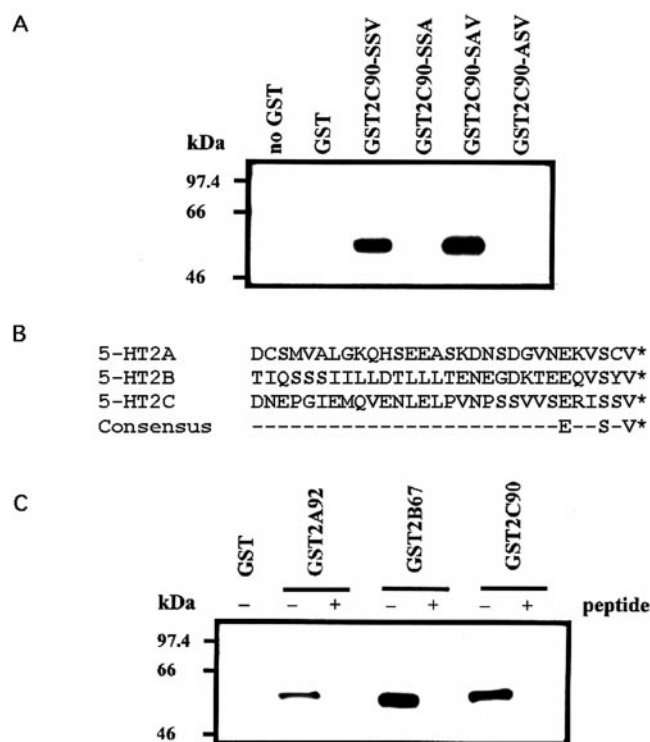 A
no GST
GST
GST2C90-SSV
GST2C90-SSA
GST2C90-SAV
GST2C90-ASV
kDa
97.4
66
46
B
5-HT2A DCSMVALGKQHSEEASKDNSDGVNEKVSCV*
5-HT2B TIQSSSIILLDTLLLTENEGDKTEEQVSYV*
5-HT2C DNEPGIEMQVENLELPVNPSSVVSERISSV*
Consensus ------------------------E--S-V*
C
GST
GST2A92
GST2B67
GST2C90
kDa – – + – + – + peptide
97.4
66
46